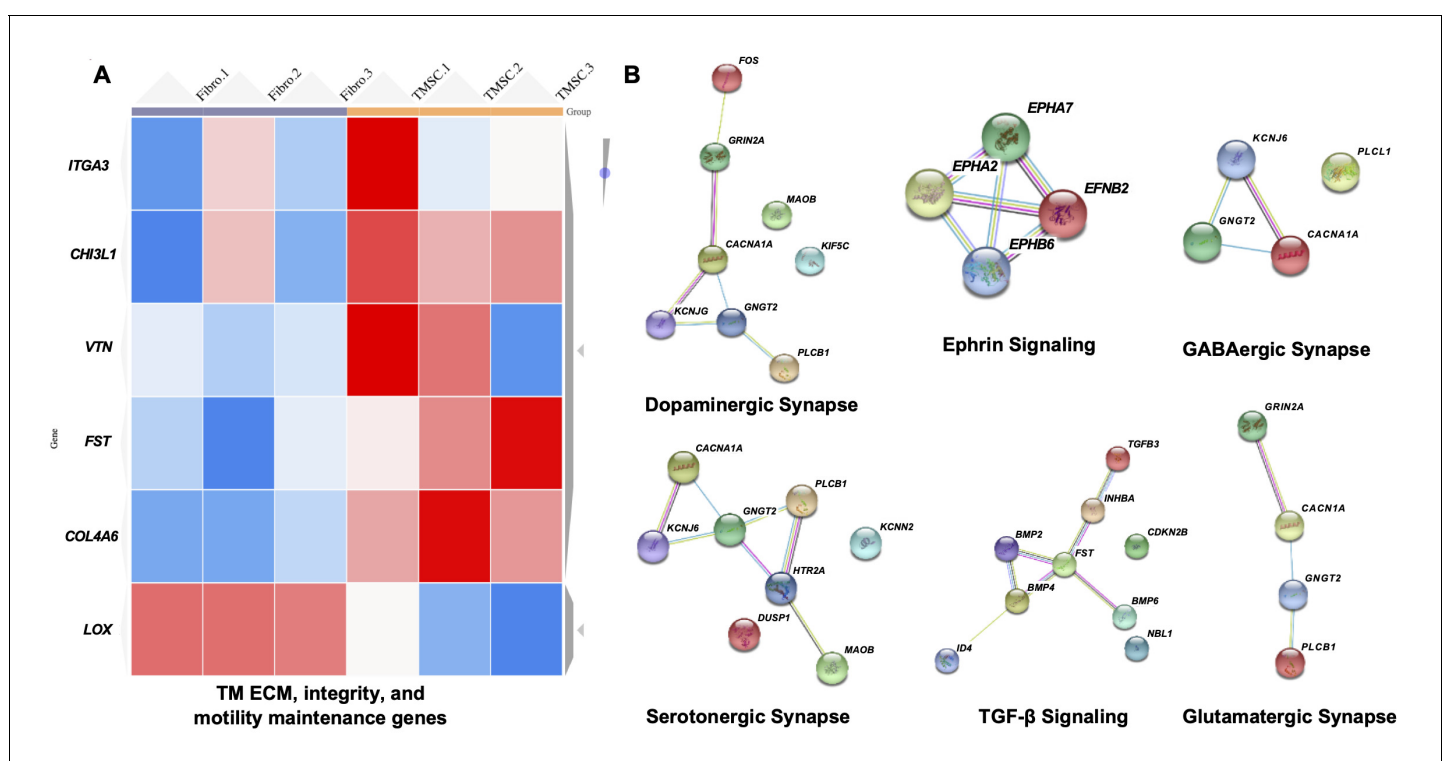 A
Fibro.1
Fibro.2
Fibro.3
TMSC.1
TMSC.2
TMSC.3
Group
ITGA3
CHI3L1
VTN
Gene
FST
COL4A6
LOX
TM ECM, integrity, and
motility maintenance genes
B
FOS
GRIN2A
MAOB
KIF5C
CACNA1A
KCNJG
GNGT2
PLCB1
Dopaminergic Synapse
EPHA7
EPHA2
EFNB2
EPHB6
Ephrin Signaling
KCNJ6
PLCL1
GNGT2
CACNA1A
GABAergic Synapse
CACNA1A
PLCB1
GNGT2
KCNJ6
KCNN2
HTR2A
DUSP1
MAOB
Serotonergic Synapse
TGFB3
INHBA
CDKN2B
BMP2
FST
BMP4
BMP6
NBL1
ID4
TGF-β Signaling
GRIN2A
CACN1A
GNGT2
PLCB1
Glutamatergic Synapse